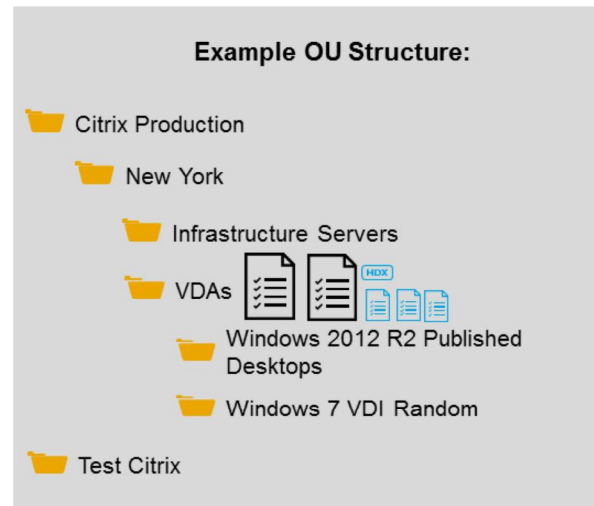 Example OU Structure:
Citrix Production
New York
Infrastructure Servers
VDAs
HDX
Windows 2012 R2 Published
Desktops
Windows 7 VDI Random
Test Citrix